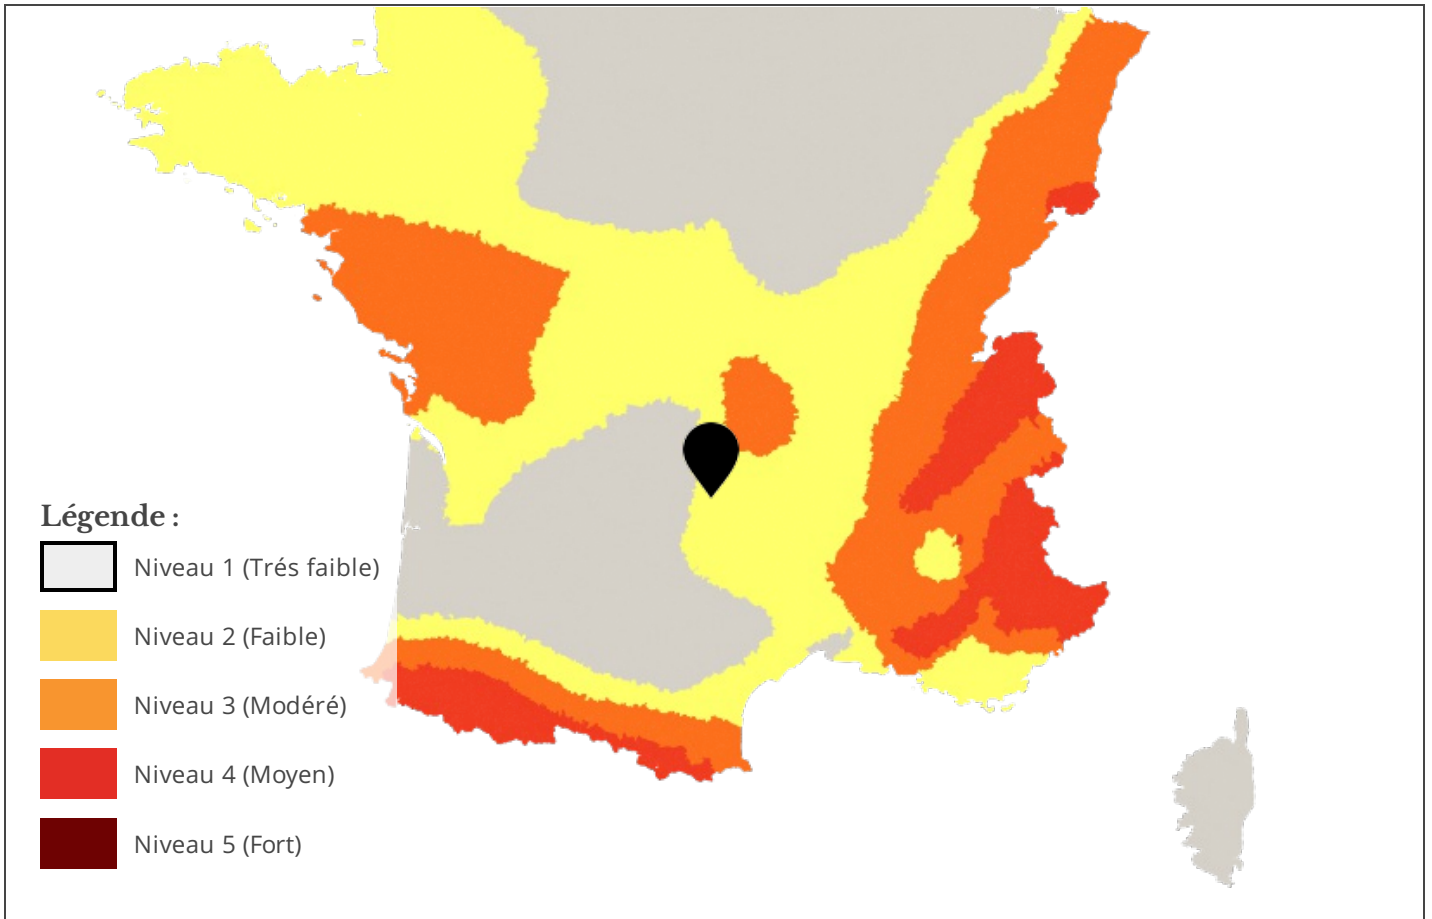 Légende :
Niveau 1 (Trés faible)
Niveau 2 (Faible)
Niveau 3 (Modéré)
Niveau 4 (Moyen)
Niveau 5 (Fort)